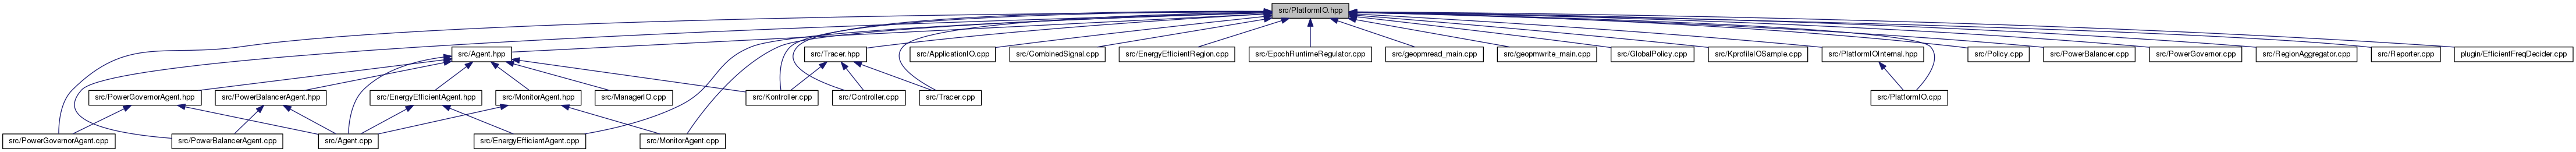 src/PlatformIO.hpp
src/Agent.hpp
src/Tracer.hpp
src/ApplicationIO.cpp
src/CombinedSignal.cpp
src/EnergyEfficientRegion.cpp
src/EpochRuntimeRegulator.cpp
src/geopmread_main.cpp
src/geopmwrite_main.cpp
src/GlobalPolicy.cpp
src/KprofileIOSample.cpp
src/PlatformIOInternal.hpp
src/Policy.cpp
src/PowerBalancer.cpp
src/PowerGovernor.cpp
src/RegionAggregator.cpp
src/Reporter.cpp
plugin/EfficientFreqDecider.cpp
src/PowerGovernorAgent.hpp
src/PowerBalancerAgent.hpp
src/EnergyEfficientAgent.hpp
src/MonitorAgent.hpp
src/ManagerIO.cpp
src/Kontroller.cpp
src/Controller.cpp
src/Tracer.cpp
src/PlatformIO.cpp
src/PowerGovernorAgent.cpp
src/PowerBalancerAgent.cpp
src/Agent.cpp
src/EnergyEfficientAgent.cpp
src/MonitorAgent.cpp